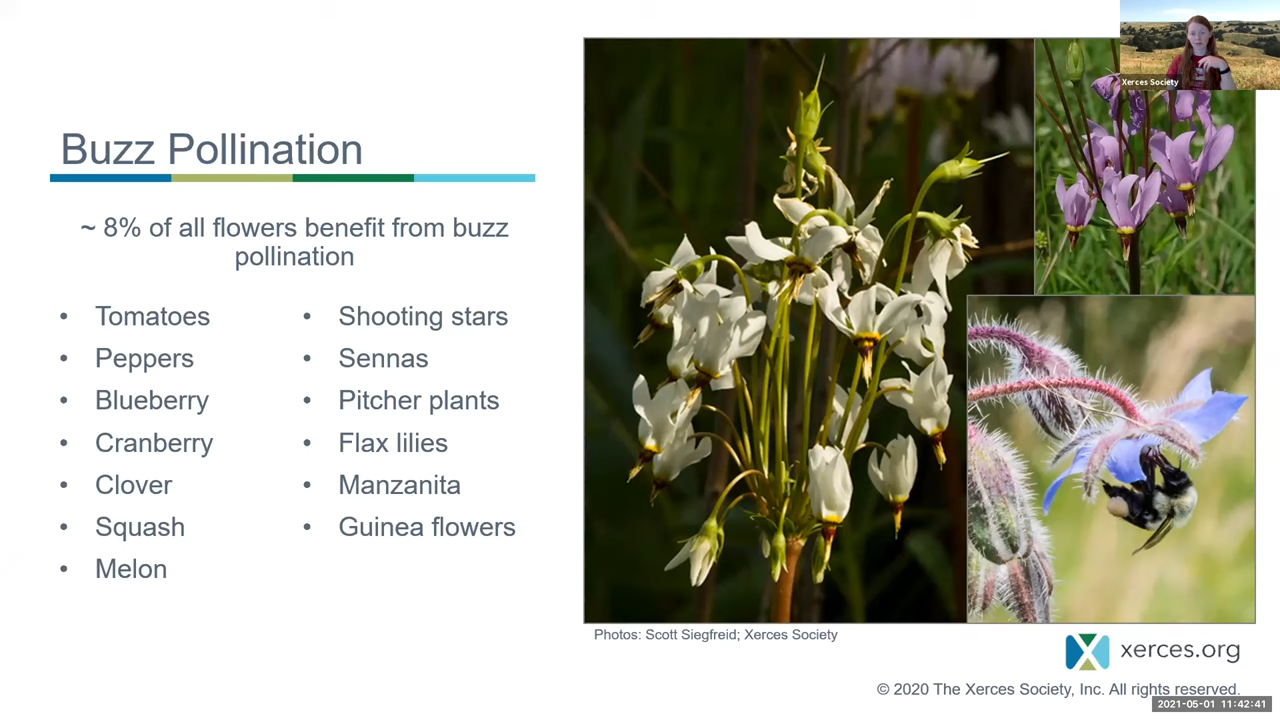 Xerces Society
Buzz Pollination
~ 8% of all flowers benefit from buzz
pollination
• Tomatoes
• Peppers
• Blueberry
• Cranberry
• Clover
• Squash
• Melon
• Shooting stars
• Sennas
• Pitcher plants
• Flax lilies
• Manzanita
• Guinea flowers
Photos: Scott Siegfreid; Xerces Society
xerces.org
© 2020 The Xerces Society, Inc. All rights reserved.
2021-05-01 11:42:41